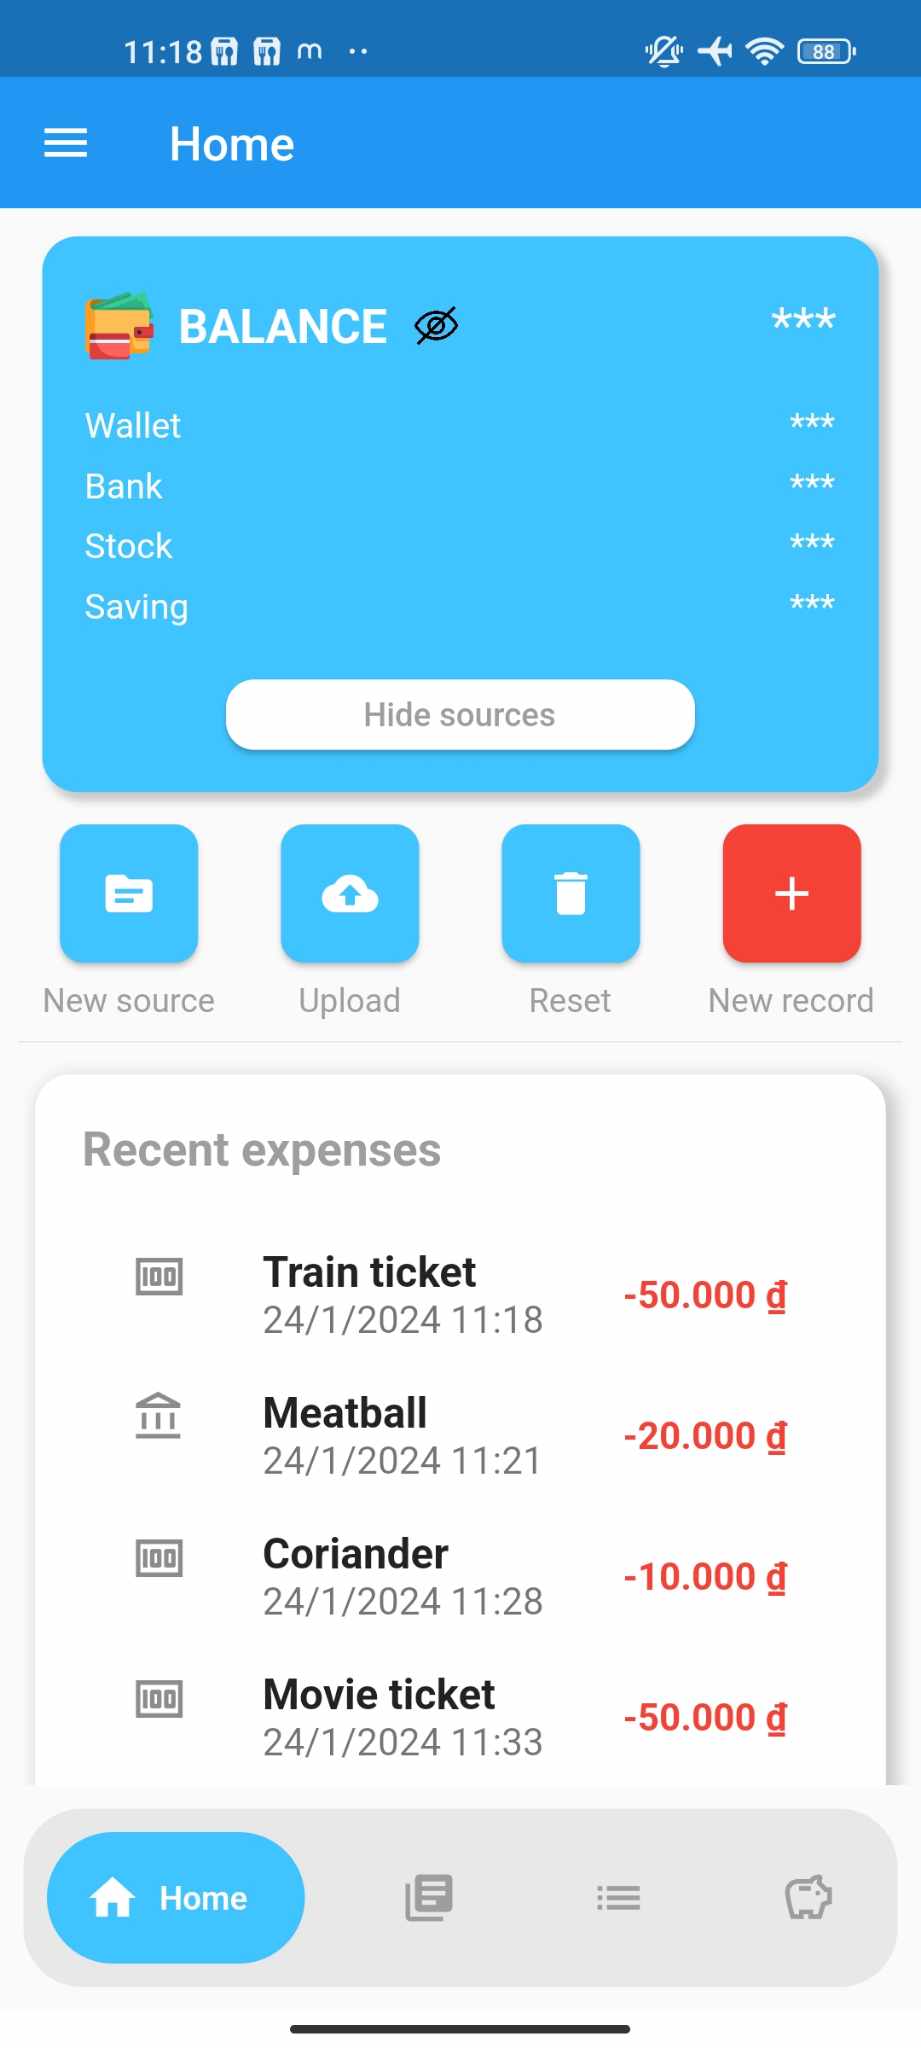 11:18
88
Home
BALANCE ***
Wallet ***
Bank ***
Stock ***
Saving ***
Hide sources
New source Upload Reset New record
Recent expenses
100 Train ticket
24/1/2024 11:18 -50.000 ₫
Meatball
24/1/2024 11:21 -20.000 ₫
100 Coriander
24/1/2024 11:28 -10.000 ₫
100 Movie ticket
24/1/2024 11:33 -50.000 ₫
Home